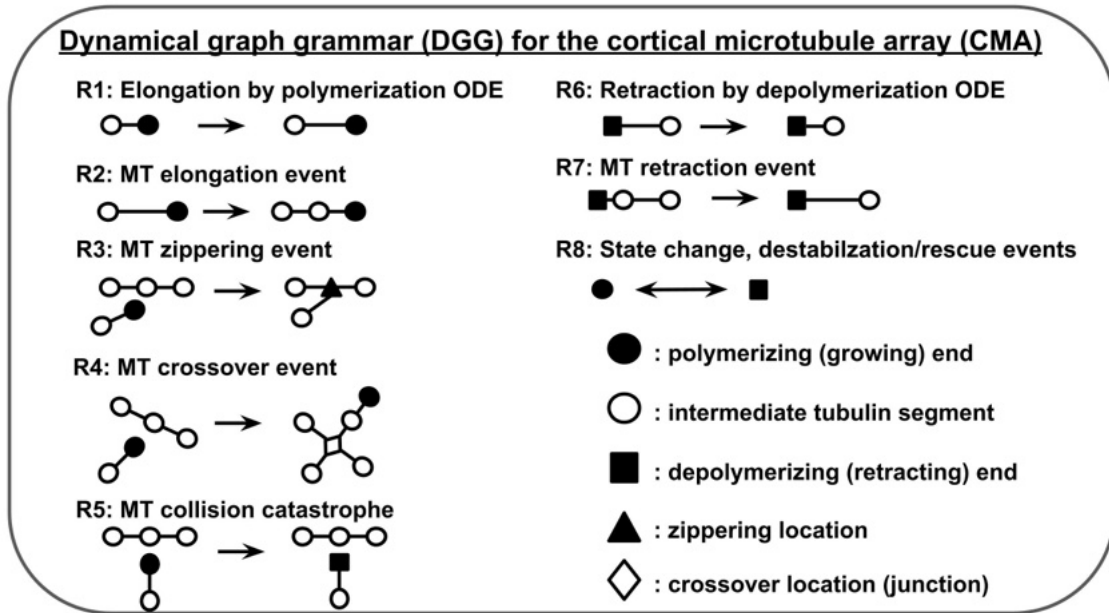 Dynamical graph grammar (DGG) for the cortical microtubule array (CMA)
R1: Elongation by polymerization ODE
R2: MT elongation event
R3: MT zippering event
R4: MT crossover event
R5: MT collision catastrophe
R6: Retraction by depolymerization ODE
R7: MT retraction event
R8: State change, destabilzation/rescue events
: polymerizing (growing) end
: intermediate tubulin segment
: depolymerizing (retracting) end
: zippering location
: crossover location (junction)